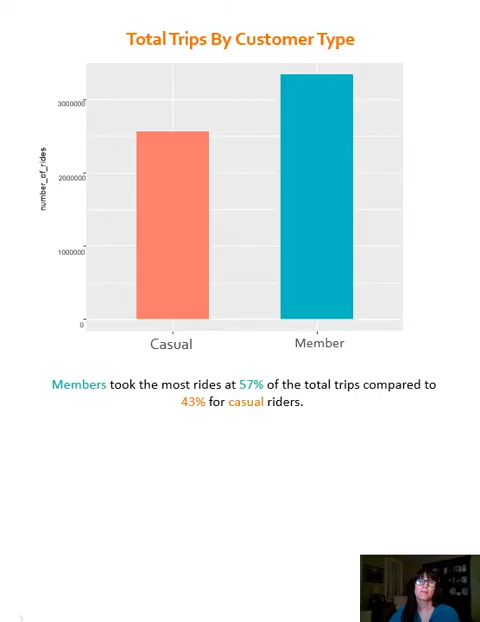 Total Trips By Customer Type
number_of_rides
3000000
2000000
1000000
0
Casual
Member
Members took the most rides at 57% of the total trips compared to
43% for casual riders.